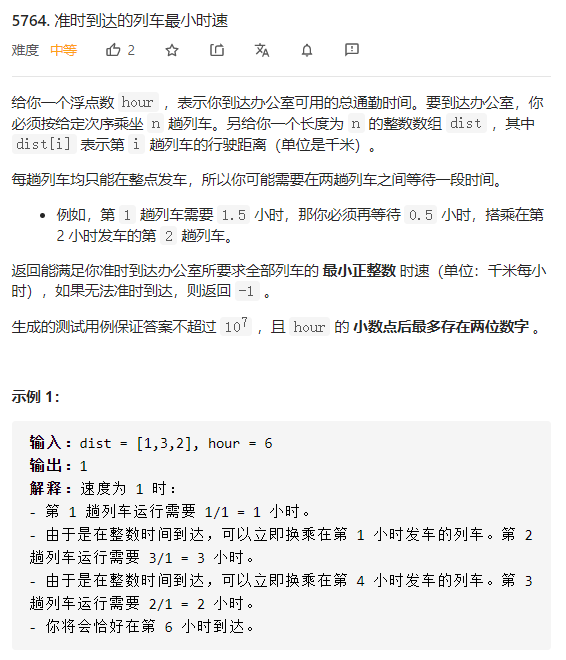 5764. 准时到达的列车最小时速
难度 中等 2
给你一个浮点数 hour ，表示你到达办公室可用的总通勤时间。要到达办公室，你
必须按给定次序乘坐 n 趟列车。另给你一个长度为 n 的整数数组 dist ，其中
dist[i] 表示第 i 趟列车的行驶距离（单位是千米）。
每趟列车均只能在整点发车，所以你可能需要在两趟列车之间等待一段时间。
• 例如，第 1 趟列车需要 1.5 小时，那你必须再等待 0.5 小时，搭乘在第
2 小时发车的第 2 趟列车。
返回能满足你准时到达办公室所要求全部列车的 最小正整数 时速（单位：千米每小
时），如果无法准时到达，则返回 -1 。
生成的测试用例保证答案不超过 10⁷ ，且 hour 的 小数点后最多存在两位数字 。
示例 1：
输入：dist = [1,3,2], hour = 6
输出：1
解释：速度为 1 时：
- 第 1 趟列车运行需要 1/1 = 1 小时。
- 由于是在整数时间到达，可以立即换乘在第 1 小时发车的列车。第 2
趟列车运行需要 3/1 = 3 小时。
- 由于是在整数时间到达，可以立即换乘在第 4 小时发车的列车。第 3
趟列车运行需要 2/1 = 2 小时。
- 你将会恰好在第 6 小时到达。